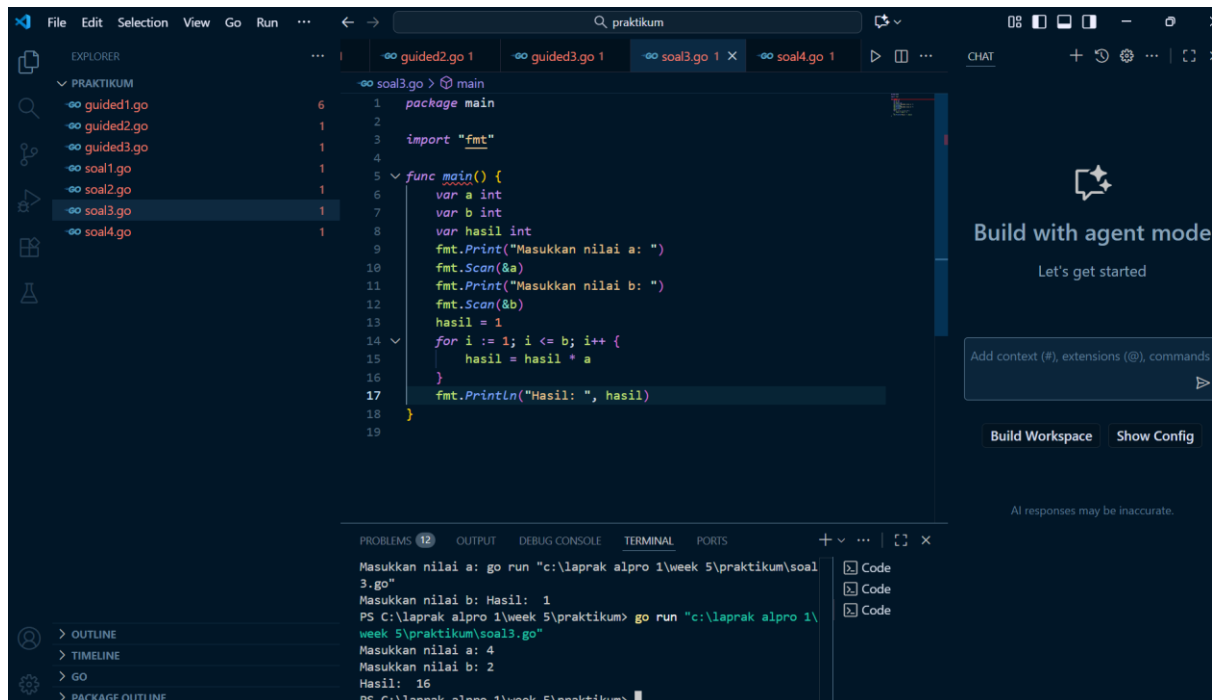 File Edit Selection View Go Run ··· praktikum
EXPLORER ···
PRAKTIKUM
guided1.go 6
guided2.go 1
guided3.go 1
soal1.go 1
soal2.go 1
soal3.go 1
soal4.go 1
OUTLINE
TIMELINE
GO
PACKAGE OUTLINE
guided2.go 1 guided3.go 1 soal3.go 1 soal4.go 1
soal3.go > main
1 package main
2
3 import "fmt"
4
5 func main() {
6 var a int
7 var b int
8 var hasil int
9 fmt.Print("Masukkan nilai a: ")
10 fmt.Scan(&a)
11 fmt.Print("Masukkan nilai b: ")
12 fmt.Scan(&b)
13 hasil = 1
14 for i := 1; i <= b; i++ {
15 hasil = hasil * a
16 }
17 fmt.Println("Hasil: ", hasil)
18 }
19
PROBLEMS 12 OUTPUT DEBUG CONSOLE TERMINAL PORTS
Masukkan nilai a: go run "c:\laprak alpro 1\week 5\praktikum\soal
3.go"
Masukkan nilai b: Hasil:  1
PS C:\laprak alpro 1\week 5\praktikum> go run "c:\laprak alpro 1\
week 5\praktikum\soal3.go"
Masukkan nilai a: 4
Masukkan nilai b: 2
Hasil:  16
PS C:\laprak alpro 1\week 5\praktikum>
Code
Code
Code
CHAT
Build with agent mode
Let's get started
Add context (#), extensions (@), commands
Build Workspace Show Config
AI responses may be inaccurate.